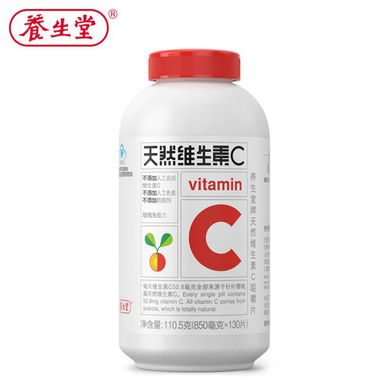 養生堂®
天然维生素C
不添加人工合成
维生素C
不添加人工色素
不添加防腐剂
增强免疫力
vitamin
C
养生堂牌天然维生素C咀嚼片
每片维生素C52.8毫克全部来源于针叶樱桃,
属天然维生素C。Every single pill contains
52.8mg vitamin C. All vitamin C comes from
acerola, which is totally natural.
净含量:110.5克(850毫克×130片)